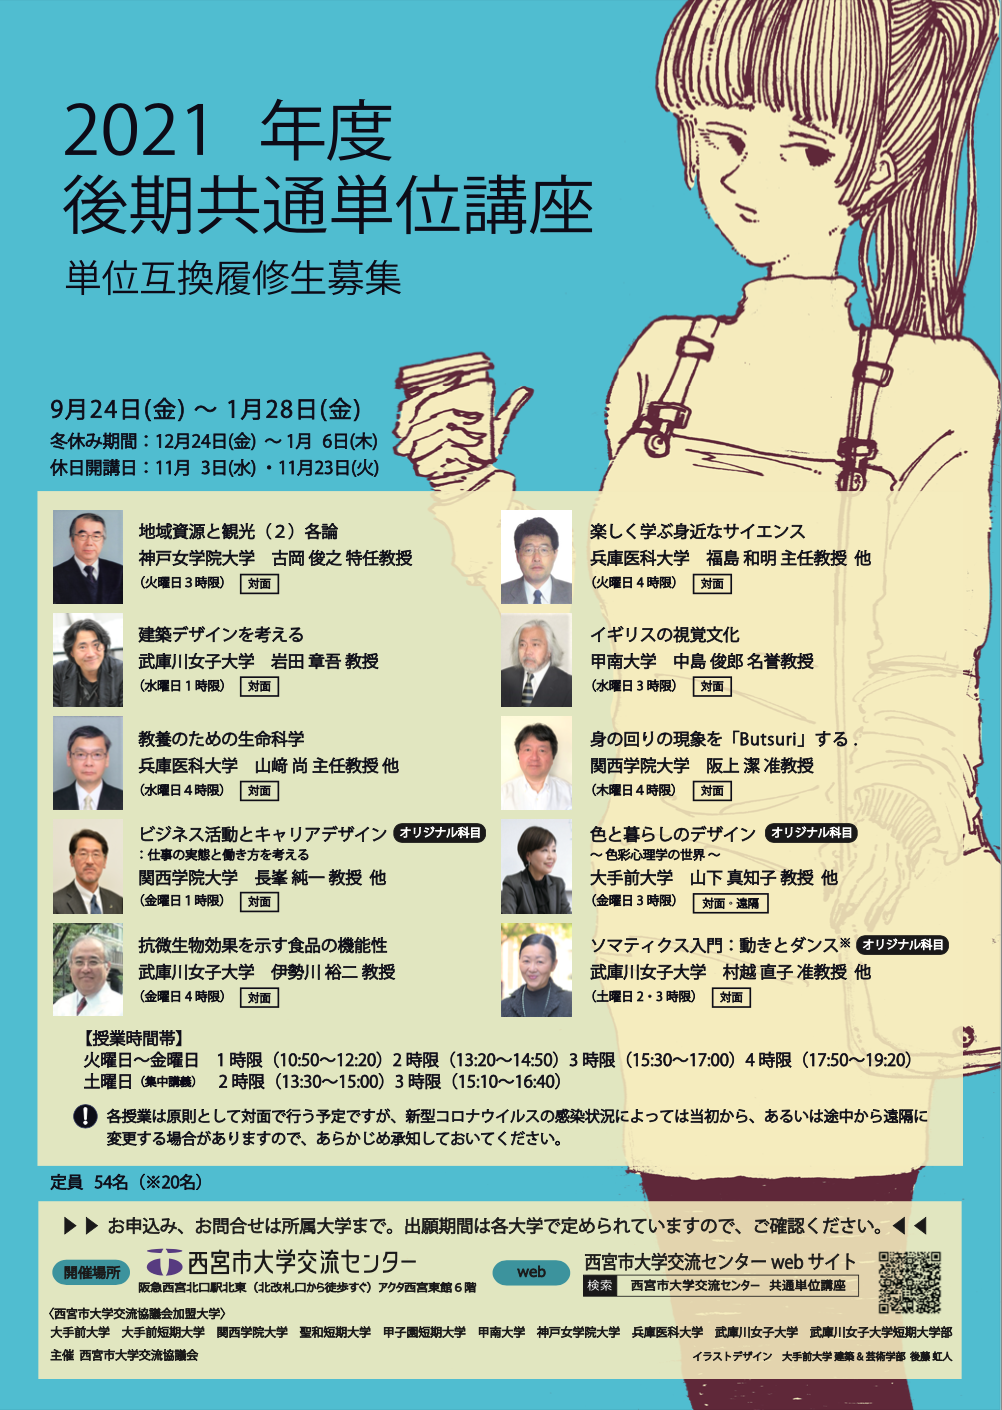 2021 年度
後期共通単位講座
単位互換履修生募集
9月24日(金) ～ 1月28日(金)
冬休み期間：12月24日(金) ～ 1月 6日(木)
休日開講日：11月 3日(水) ・11月23日(火)
地域資源と観光（２）各論
神戸女学院大学 古岡 俊之 特任教授
（火曜日３時限） 対面
建築デザインを考える
武庫川女子大学 岩田 章吾 教授
（水曜日１時限） 対面
教養のための生命科学
兵庫医科大学 山﨑 尚 主任教授 他
（水曜日４時限） 対面
ビジネス活動とキャリアデザイン オリジナル科目
：仕事の実態と働き方を考える
関西学院大学 長峯 純一 教授 他
（金曜日１時限） 対面
抗微生物効果を示す食品の機能性
武庫川女子大学 伊勢川 裕二 教授
（金曜日４時限） 対面
楽しく学ぶ身近なサイエンス
兵庫医科大学 福島 和明 主任教授 他
（火曜日４時限） 対面
イギリスの視覚文化
甲南大学 中島 俊郎 名誉教授
（水曜日３時限） 対面
身の回りの現象を「Butsuri」する .
関西学院大学 阪上 潔 准教授
（木曜日４時限） 対面
色と暮らしのデザイン オリジナル科目
～ 色彩心理学の世界 ～
大手前大学 山下 真知子 教授 他
（金曜日３時限） 対面・遠隔
ソマティクス入門：動きとダンス※ オリジナル科目
武庫川女子大学 村越 直子 准教授 他
（土曜日２・３時限） 対面
【授業時間帯】
火曜日～金曜日 １時限（10:50～12:20）２時限（13:20～14:50）３時限（15:30～17:00）４時限（17:50～19:20）
土曜日（集中講義） ２時限（13:30～15:00）３時限（15:10～16:40）
! 各授業は原則として対面で行う予定ですが、新型コロナウイルスの感染状況によっては当初から、あるいは途中から遠隔に
変更する場合がありますので、あらかじめ承知しておいてください。
定員 54名（※20名）
▶ ▶ お申込み、お問合せは所属大学まで。出願期間は各大学で定められていますので、ご確認ください。◀ ◀
開催場所 西宮市大学交流センター
阪急西宮北口駅北東（北改札口から徒歩すぐ）アクタ西宮東館６階
web 西宮市大学交流センター web サイト
検索 西宮市大学交流センター 共通単位講座
〈西宮市大学交流協議会加盟大学〉
大手前大学 大手前短期大学 関西学院大学 聖和短期大学 甲子園短期大学 甲南大学 神戸女学院大学 兵庫医科大学 武庫川女子大学 武庫川女子大学短期大学部
主催 西宮市大学交流協議会
イラストデザイン 大手前大学 建築 & 芸術学部 後藤 虹人